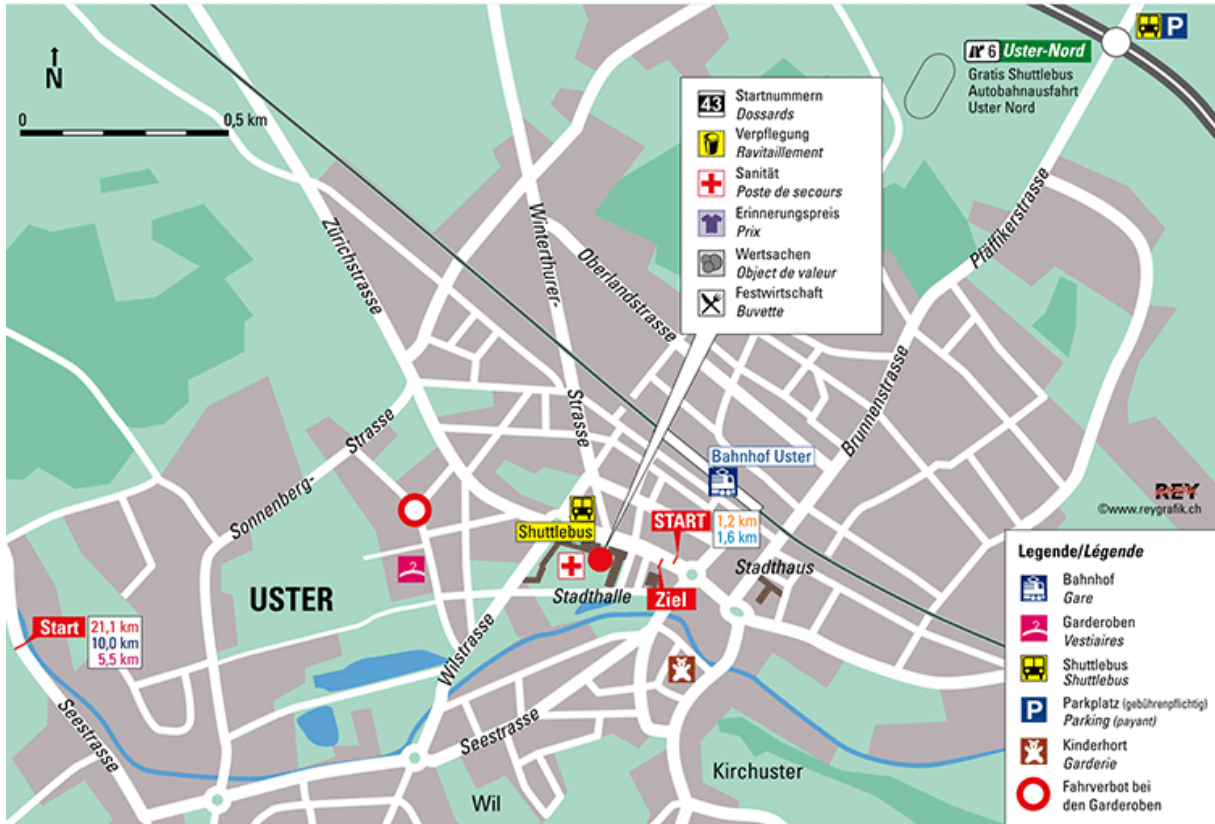 N
0
0,5 km
6 Uster-Nord
P
Gratis Shuttlebus
Autobahnausfahrt
Uster Nord
43
Startnummern
Dossards
Verpflegung
Ravitaillement
Sanität
Poste de secours
Erinnerungspreis
Prix
Wertsachen
Object de valeur
Festwirtschaft
Buvette
Zürichstrasse
Winterthurer-
Strasse
Oberlandstrasse
Pfäffikerstrasse
Brunnenstrasse
Sonnenberg-
Strasse
Bahnhof Uster
Shuttlebus
START
1,2 km
1,6 km
Stadthaus
Stadthalle
Ziel
USTER
Start
21,1 km
10,0 km
5,5 km
Wilstrasse
Seestrasse
Seestrasse
Kirchuster
Wil
REY
©www.reygrafik.ch
Legende/Légende
Bahnhof
Gare
Garderoben
Vestiaires
Shuttlebus
Shuttlebus
P
Parkplatz (gebührenpflichtig)
Parking (payant)
Kinderhort
Garderie
Fahrverbot bei
den Garderoben